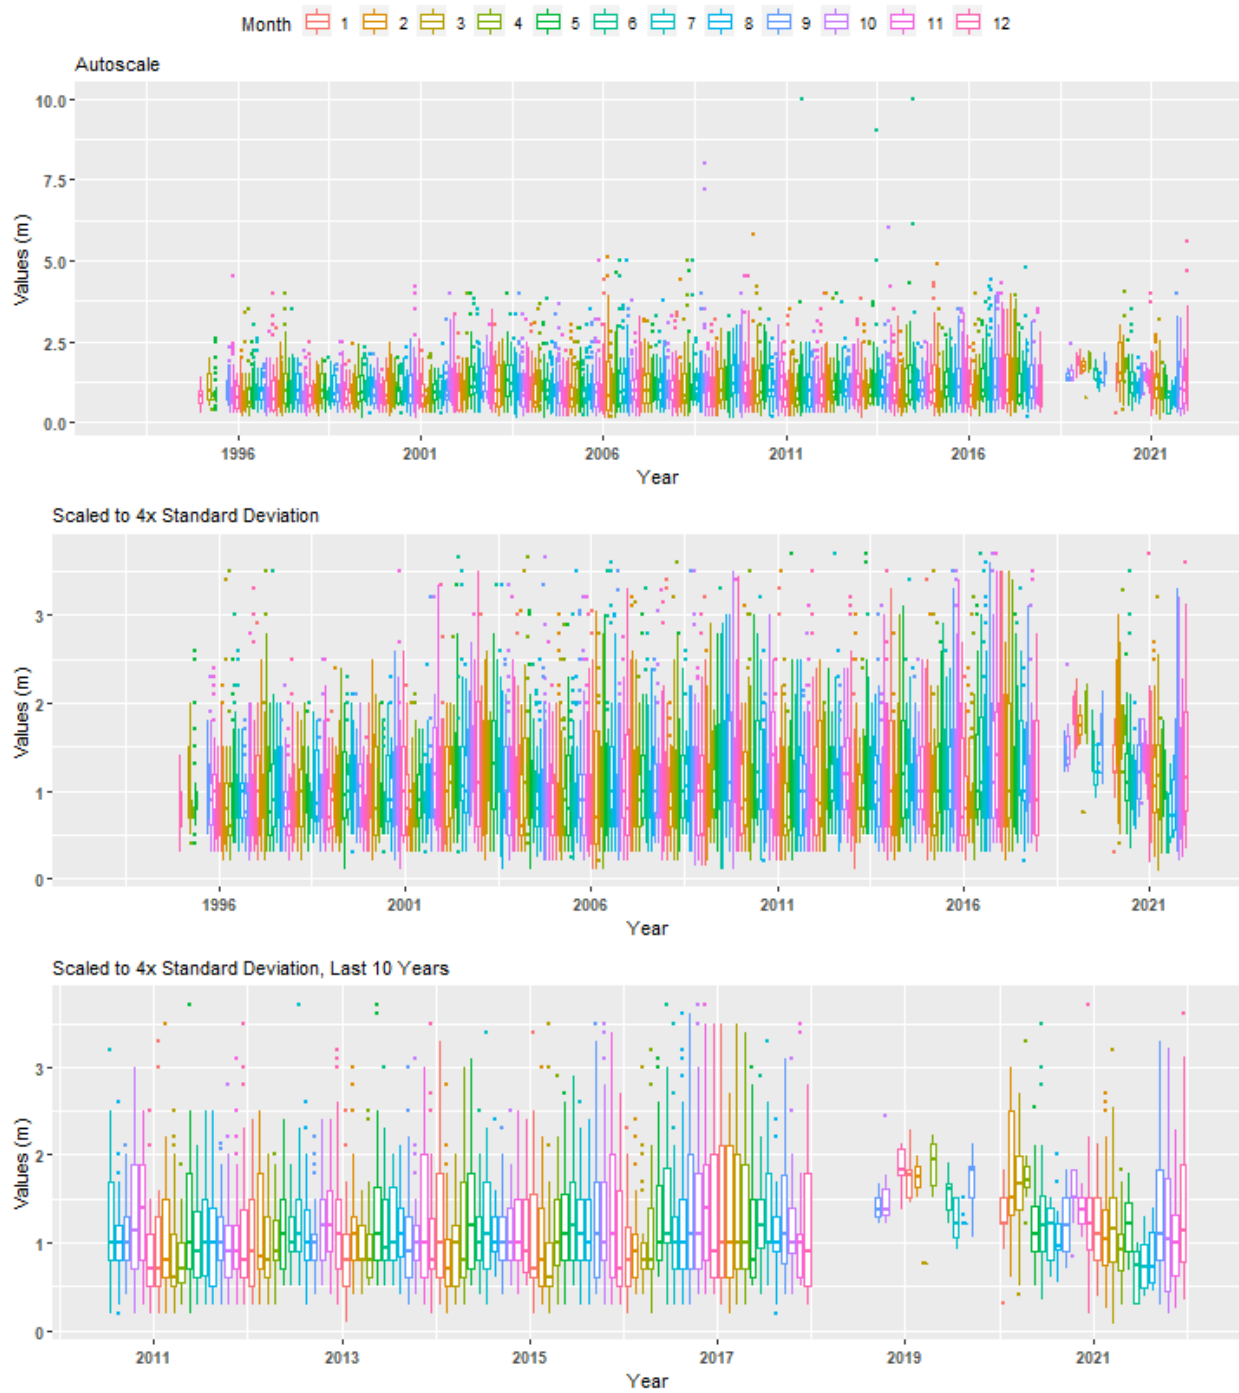 Month 1 2 3 4 5 6 7 8 9 10 11 12
Autoscale
10.0
7.5
5.0
2.5
0.0
Values (m)
1996 2001 2006 2011 2016 2021
Year
Scaled to 4x Standard Deviation
3
2
1
0
Values (m)
1996 2001 2006 2011 2016 2021
Year
Scaled to 4x Standard Deviation, Last 10 Years
3
2
1
0
Values (m)
2011 2013 2015 2017 2019 2021
Year